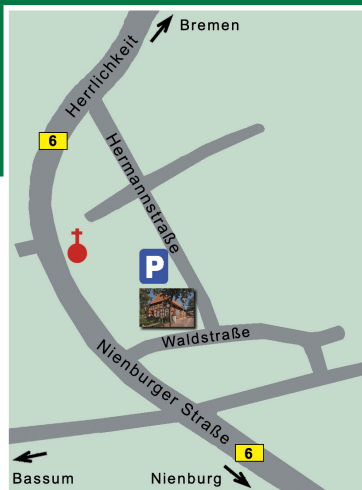 Bremen
Herrlichkeit
6
Hermannstraße
P
Waldstraße
Nienburger Straße
6
Bassum
Nienburg